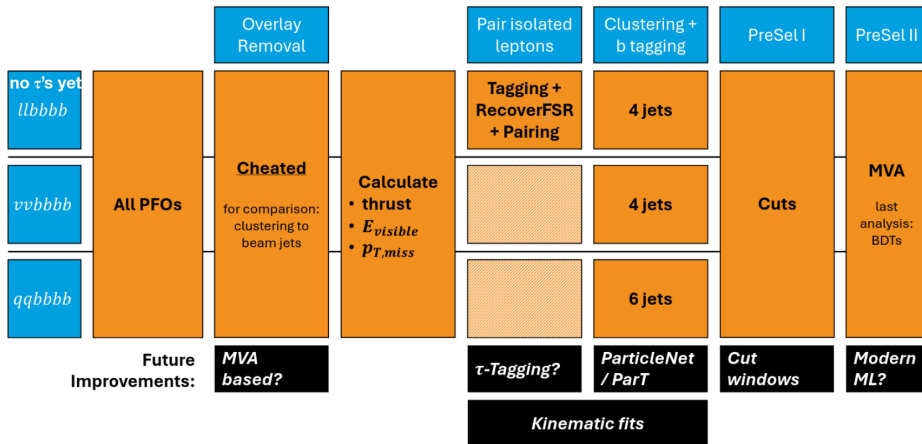 Overlay
Removal
Pair isolated
leptons
Clustering +
b tagging
PreSel I
PreSel II
no τ's yet
llbbbb
ννbbbb
qqbbbb
All PFOs
Cheated
for comparison:
clustering to
beam jets
Calculate
• thrust
• E_visible
• p_T,miss
Tagging +
RecoverFSR
+ Pairing
4 jets
4 jets
6 jets
Cuts
MVA
last
analysis:
BDTs
Future
Improvements:
MVA
based?
τ-Tagging?
ParticleNet
/ ParT
Cut
windows
Modern
ML?
Kinematic fits